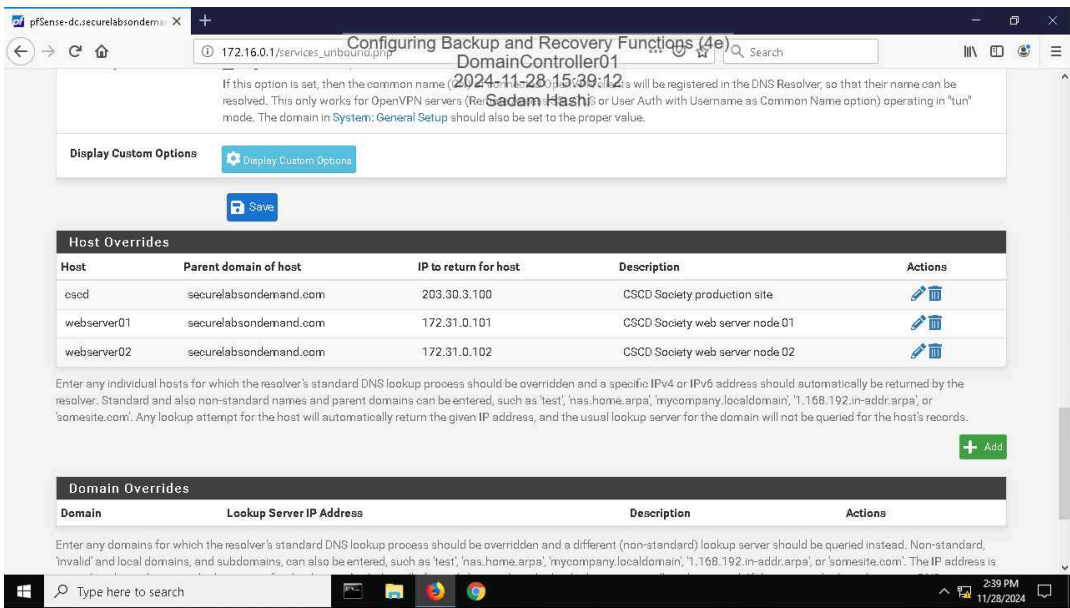 pfSense-dc.securelabsondemar
172.16.0.1/services_unbound.php
Search
Configuring Backup and Recovery Functions (4e)
DomainController01
2024-11-28 15:39:12
Sadam Hashi
If this option is set, then the common name will be registered in the DNS Resolver, so that their name can be
resolved. This only works for OpenVPN servers or User Auth with Username as Common Name option) operating in "tun"
mode. The domain in System: General Setup should also be set to the proper value.
Display Custom Options Display Custom Options
Save
Host Overrides
Host Parent domain of host IP to return for host Description Actions
cscd securelabsondemand.com 203.30.3.100 CSCD Society production site
webserver01 securelabsondemand.com 172.31.0.101 CSCD Society web server node 01
webserver02 securelabsondemand.com 172.31.0.102 CSCD Society web server node 02
Enter any individual hosts for which the resolver's standard DNS lookup process should be overridden and a specific IPv4 or IPv6 address should automatically be returned by the
resolver. Standard and also non-standard names and parent domains can be entered, such as 'test', 'nas.home.arpa', 'mycompany.localdomain', '1.168.192.in-addr.arpa', or
'somesite.com'. Any lookup attempt for the host will automatically return the given IP address, and the usual lookup server for the domain will not be queried for the host's records.
Add
Domain Overrides
Domain Lookup Server IP Address Description Actions
Enter any domains for which the resolver's standard DNS lookup process should be overridden and a different (non-standard) lookup server should be queried instead. Non-standard,
'invalid' and local domains, and subdomains, can also be entered, such as 'test', 'nas.home.arpa', 'mycompany.localdomain', '1.168.192.in-addr.arpa', or 'somesite.com'. The IP address is
Type here to search
2:39 PM
11/28/2024